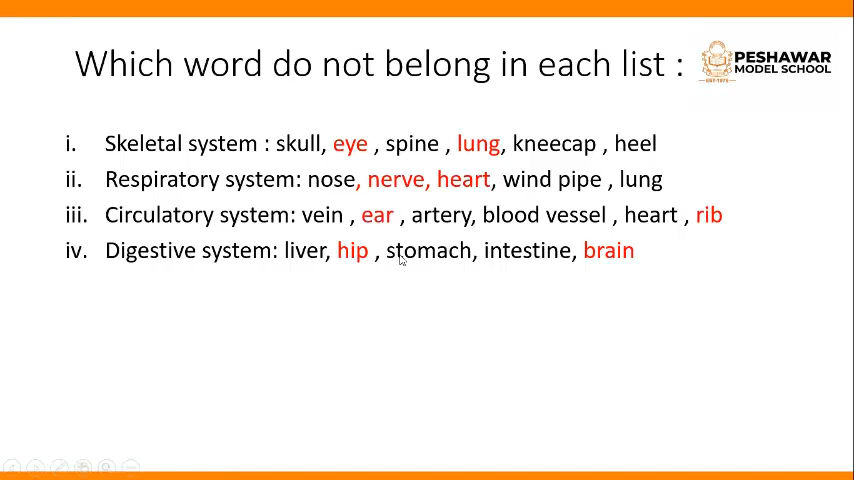 Which word do not belong in each list :
PESHAWAR
MODEL SCHOOL
i. Skeletal system : skull, eye , spine , lung, kneecap , heel
ii. Respiratory system: nose, nerve, heart, wind pipe , lung
iii. Circulatory system: vein , ear , artery, blood vessel , heart , rib
iv. Digestive system: liver, hip , stomach, intestine, brain